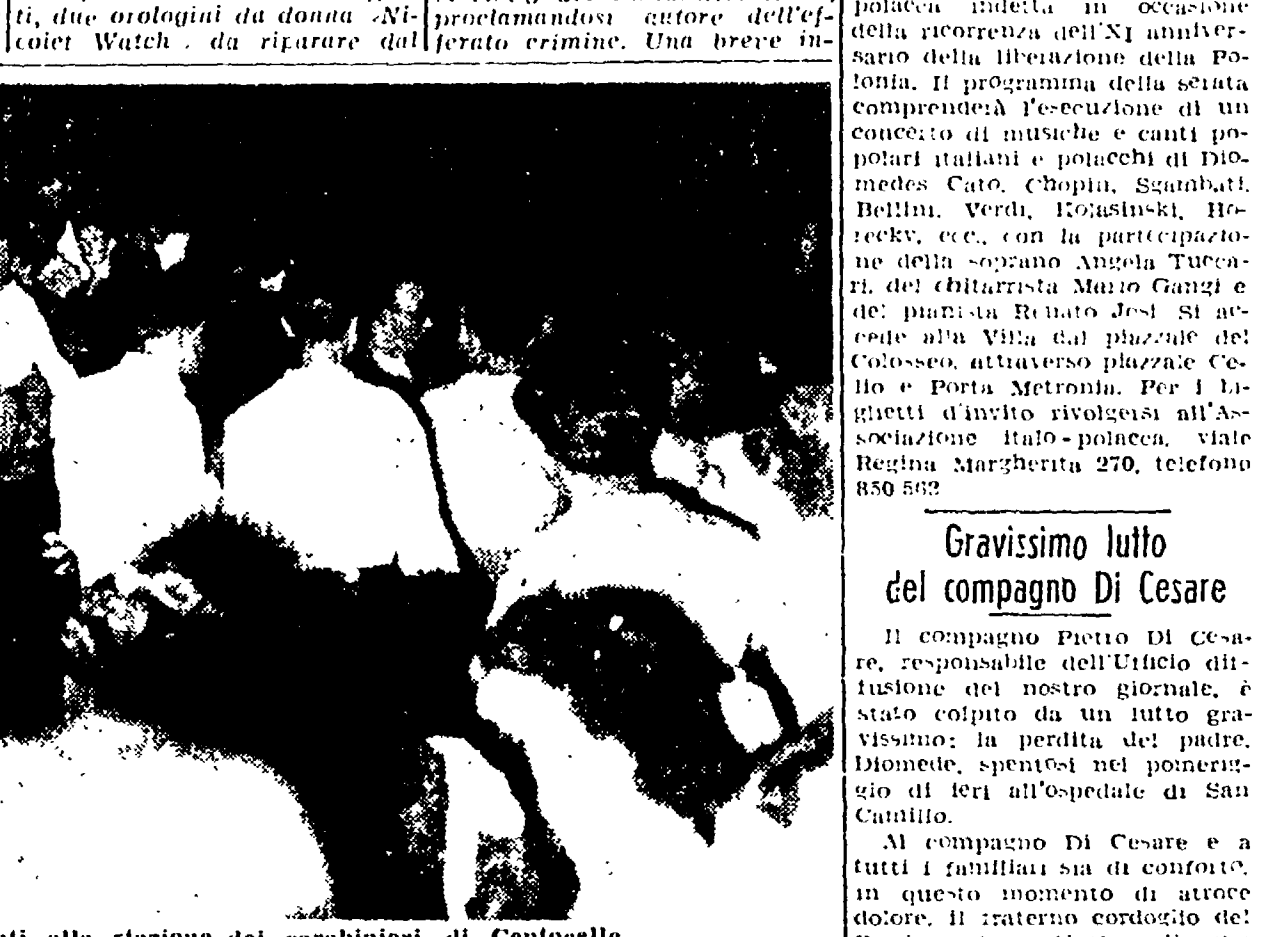 ti, due orologini da donna «Ni-
colet Watch», da riparare dal
proclamandosi autore dell'ef-
ferato crimine. Una breve in-
polacca indetta in occasione
della ricorrenza dell'XI anniver-
sario della liberazione della Po-
lonia. Il programma della serata
comprenderà l'esecuzione di un
concerto di musiche e canti po-
polari italiani e polacchi di Dio-
medes Cato, Chopin, Sgambati,
Bellini, Verdi, Kolasinski, Ho-
recky, ecc., con la partecipazio-
ne della soprano Angela Tucca-
ri, del chitarrista Mario Gangi e
del pianista Renato Josi. Si ac-
cede alla Villa dal piazzale del
Colosseo, attraverso piazzale Ce-
lio e Porta Metronia. Per i bi-
glietti d'invito rivolgersi all'As-
sociazione italo-polacca, viale
Regina Margherita 270, telefono
850 562
Gravissimo lutto
del compagno Di Cesare
Il compagno Pietro Di Cesa-
re, responsabile dell'Ufficio dif-
fusione del nostro giornale, è
stato colpito da un lutto gra-
vissimo: la perdita del padre,
Diomede, spentosi nel pomerig-
gio di ieri all'ospedale di San
Camillo.
Al compagno Di Cesare e a
tutti i familiari sia di conforto,
in questo momento di atroce
dolore, il fraterno cordoglio del
alla stazione dei carabinieri di Centocelle